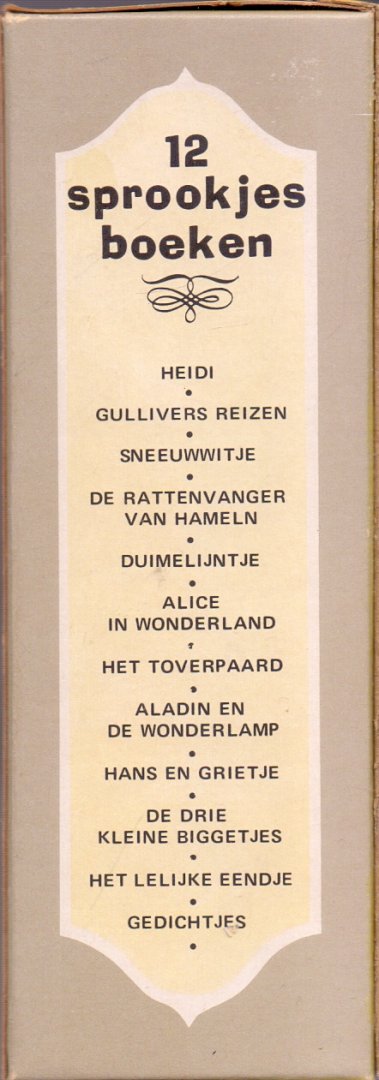 12
sprookjes
boeken
HEIDI
•
GULLIVERS REIZEN
•
SNEEUWWITJE
•
DE RATTENVANGER
VAN HAMELN
•
DUIMELIJNTJE
•
ALICE
IN WONDERLAND
•
HET TOVERPAARD
•
ALADIN EN
DE WONDERLAMP
•
HANS EN GRIETJE
•
DE DRIE
KLEINE BIGGETJES
•
HET LELIJKE EENDJE
•
GEDICHTJES
•